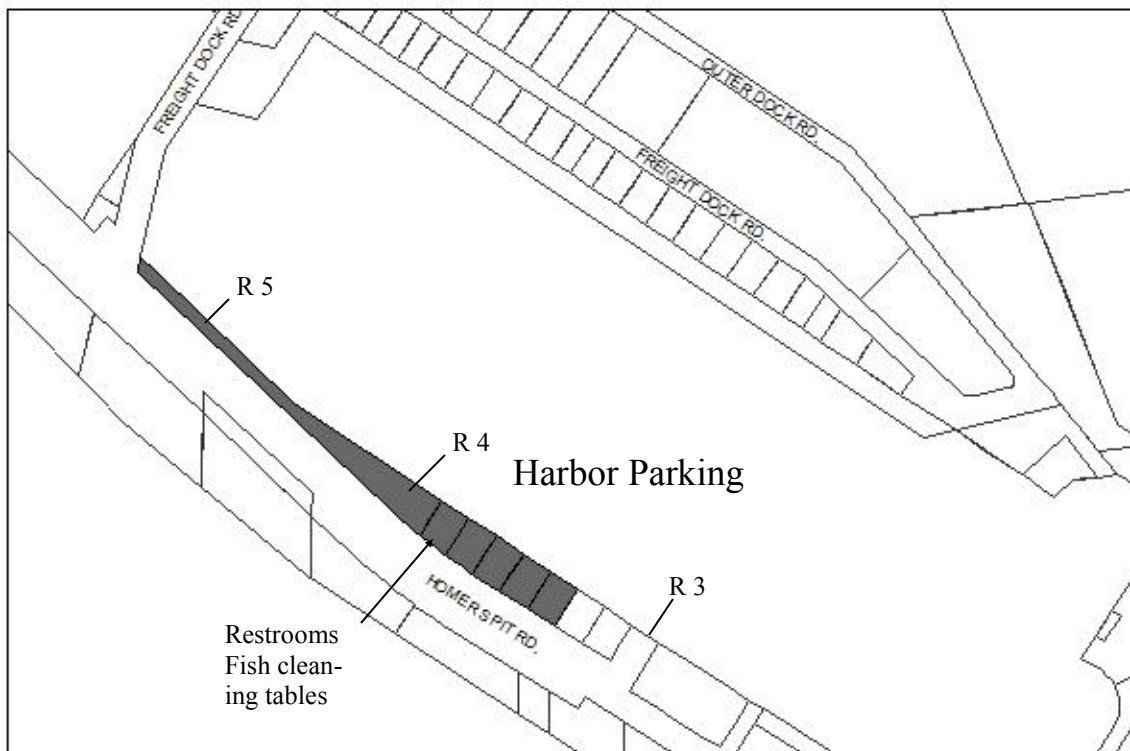 FREIGHT DOCK RD.
OUTER DOCK RD.
FREIGHT DOCK RD.
R 5
R 4
Harbor Parking
R 3
HOMER SPIT RD.
Restrooms
Fish clean-
ing tables